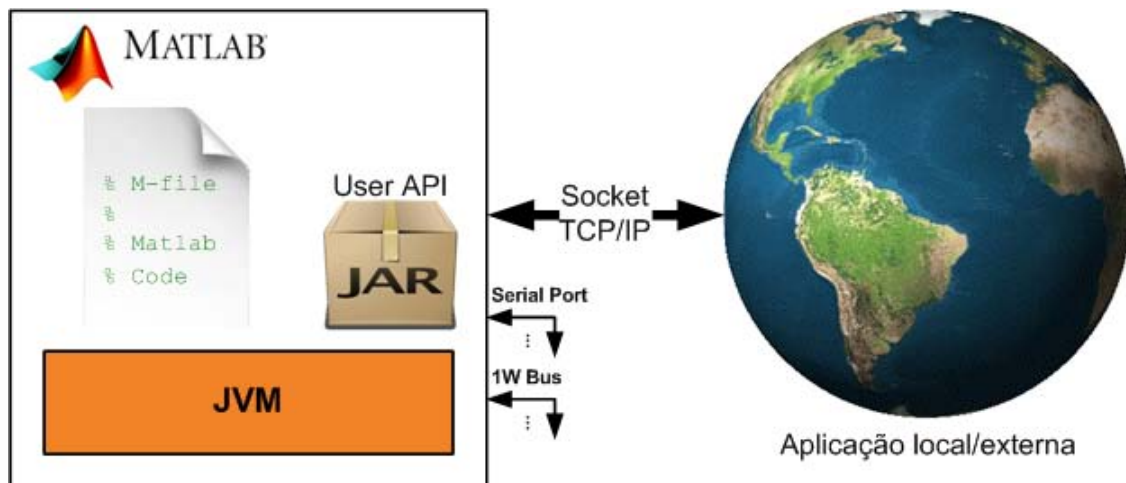 MATLAB
% M-file
%
% Matlab
% Code
User API
JAR
JVM
Socket
TCP/IP
Serial Port
1W Bus
Aplicação local/externa